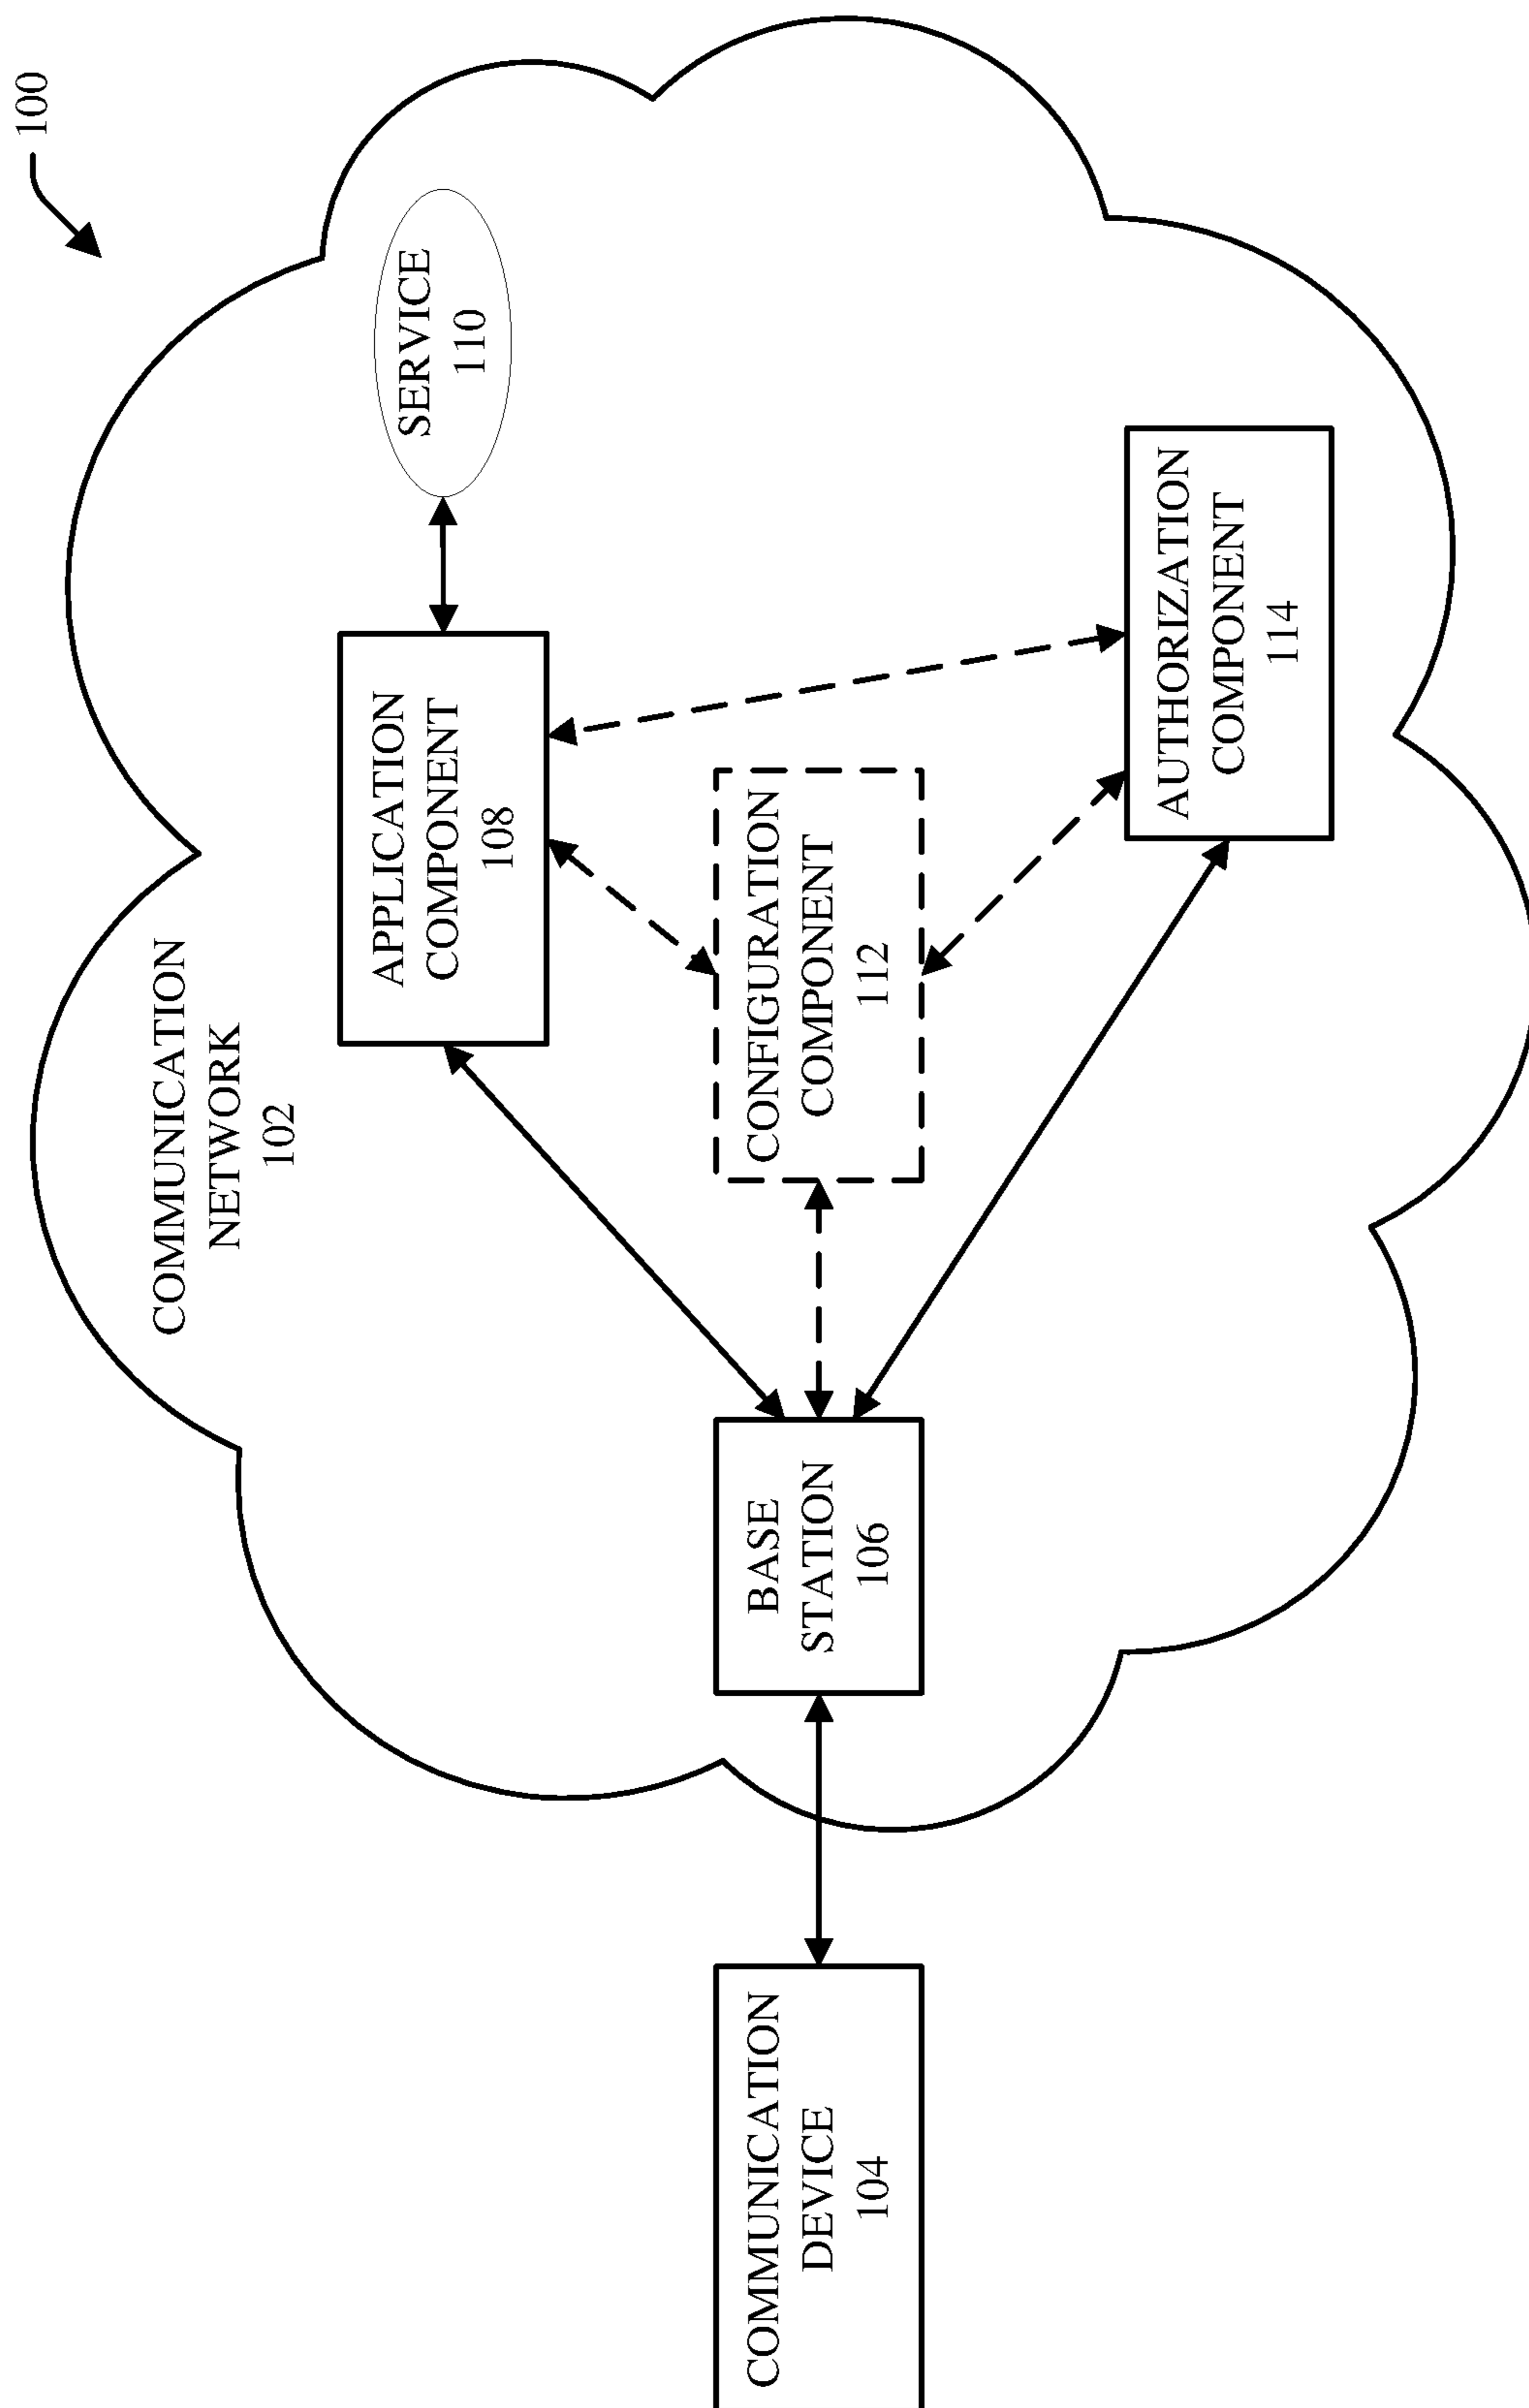 100
COMMUNICATION
NETWORK
102
SERVICE
110
APPLICATION
COMPONENT
108
CONFIGURATION
COMPONENT
112
AUTHORIZATION
COMPONENT
114
BASE
STATION
106
COMMUNICATION
DEVICE
104